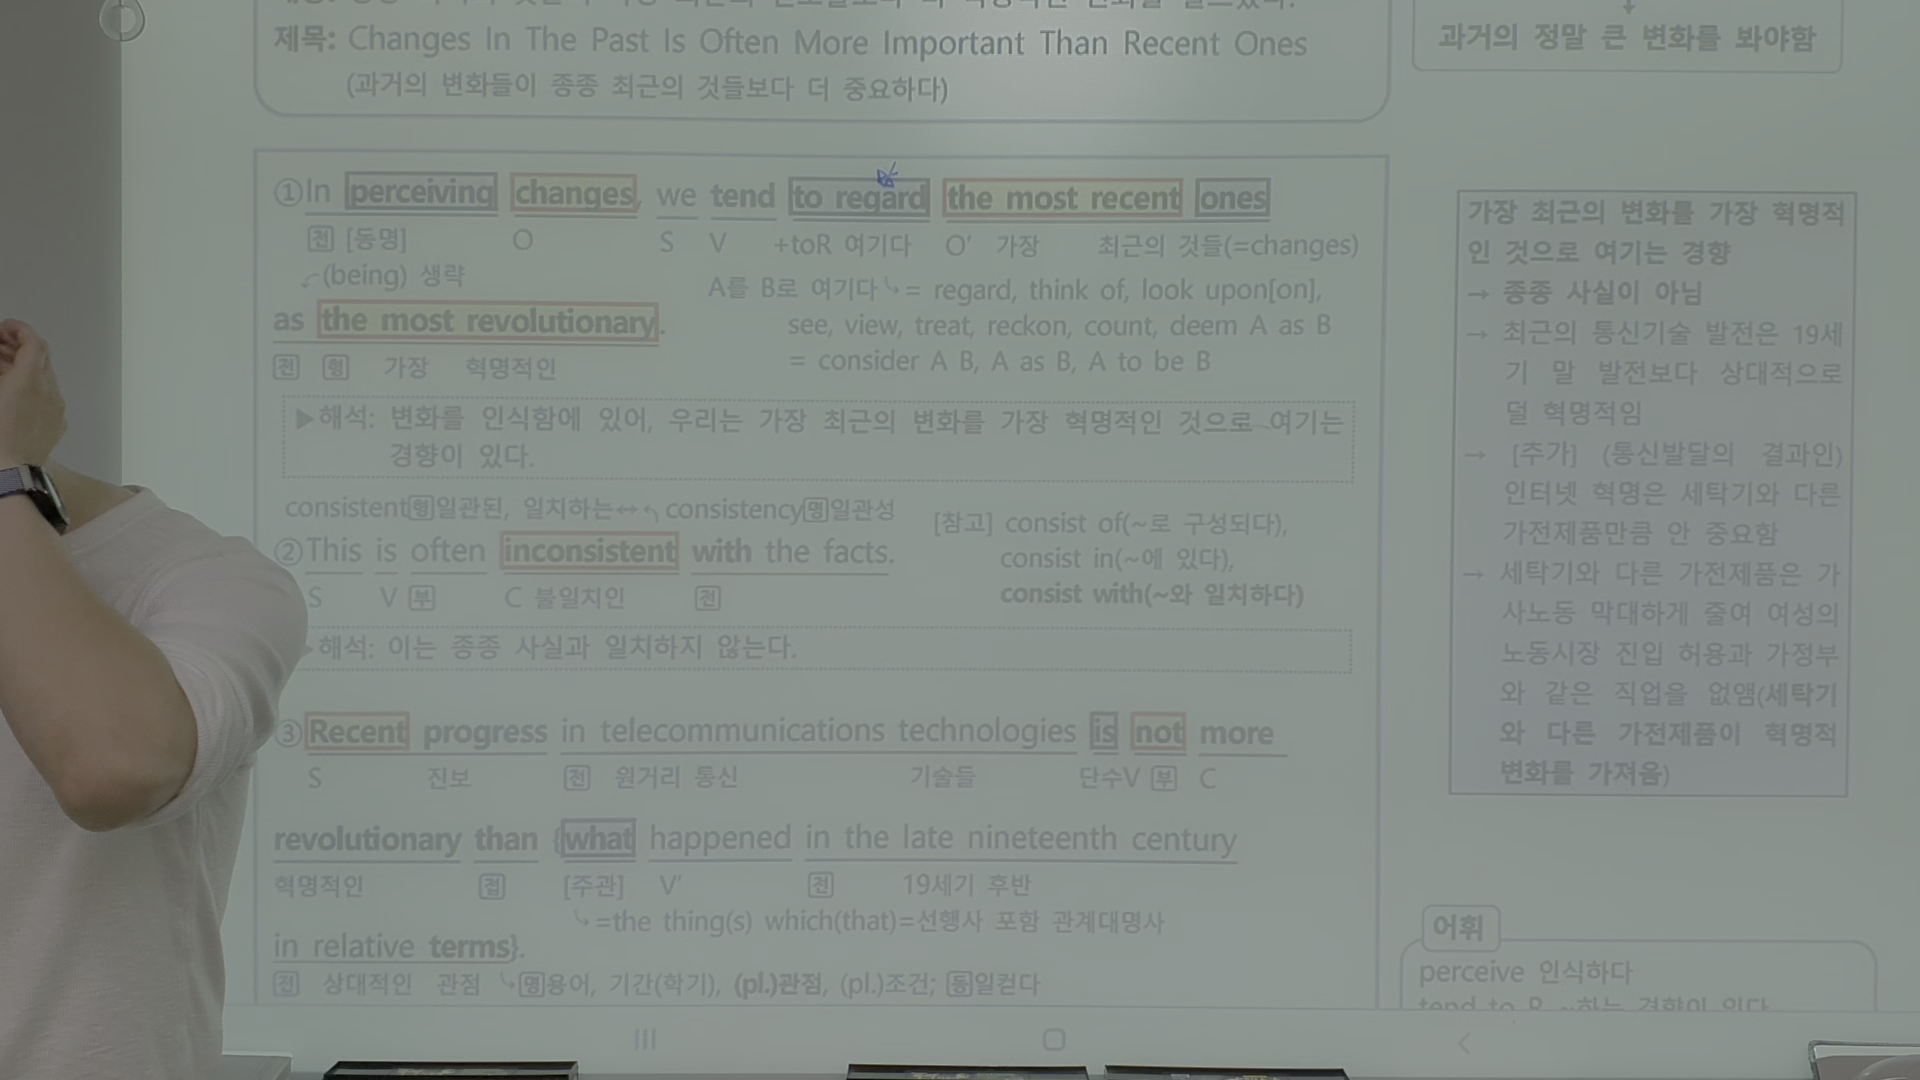 제목: Changes In The Past Is Often More Important Than Recent Ones
(과거의 변화들이 종종 최근의 것들보다 더 중요하다)
과거의 정말 큰 변화를 봐야함
①In perceiving changes, we tend to regard the most recent ones
전 [동명] O S V +toR 여기다 O' 가장 최근의 것들(=changes)
(being) 생략 A를 B로 여기다 = regard, think of, look upon[on],
as the most revolutionary. see, view, treat, reckon, count, deem A as B
전 형 가장 혁명적인 = consider A B, A as B, A to be B
▶해석: 변화를 인식함에 있어, 우리는 가장 최근의 변화를 가장 혁명적인 것으로 여기는
경향이 있다.
consistent형일관된, 일치하는↔ consistency명일관성 [참고] consist of(~로 구성되다),
consist in(~에 있다),
②This is often inconsistent with the facts.
S V 부 C 불일치인 전 consist with(~와 일치하다)
해석: 이는 종종 사실과 일치하지 않는다.
③Recent progress in telecommunications technologies is not more
S 진보 전 원거리 통신 기술들 단수V 부 C
revolutionary than {what happened in the late nineteenth century
혁명적인 접 [주관] V' 전 19세기 후반
=the thing(s) which(that)=선행사 포함 관계대명사
in relative terms}.
전 상대적인 관점 명용어, 기간(학기), (pl.)관점, (pl.)조건; 동일컫다
가장 최근의 변화를 가장 혁명적
인 것으로 여기는 경향
→ 종종 사실이 아님
→ 최근의 통신기술 발전은 19세
기 말 발전보다 상대적으로
덜 혁명적임
→ [추가] (통신발달의 결과인)
인터넷 혁명은 세탁기와 다른
가전제품만큼 안 중요함
→ 세탁기와 다른 가전제품은 가
사노동 막대하게 줄여 여성의
노동시장 진입 허용과 가정부
와 같은 직업을 없앰(세탁기
와 다른 가전제품이 혁명적
변화를 가져옴)
어휘
perceive 인식하다
tend to R ~하는 경향이 있다